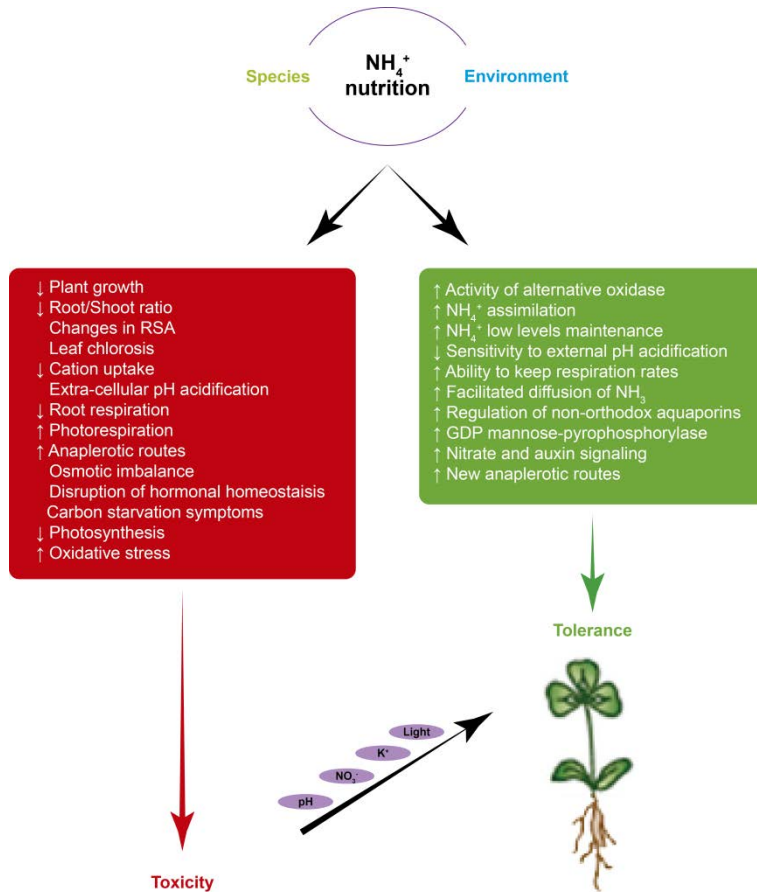 NH₄⁺
nutrition
Species
Environment
↓ Plant growth
↓ Root/Shoot ratio
Changes in RSA
Leaf chlorosis
↓ Cation uptake
Extra-cellular pH acidification
↓ Root respiration
↑ Photorespiration
↑ Anaplerotic routes
Osmotic imbalance
Disruption of hormonal homeostaisis
Carbon starvation symptoms
↓ Photosynthesis
↑ Oxidative stress
↑ Activity of alternative oxidase
↑ NH₄⁺ assimilation
↑ NH₄⁺ low levels maintenance
↓ Sensitivity to external pH acidification
↑ Ability to keep respiration rates
↑ Facilitated diffusion of NH₃
↑ Regulation of non-orthodox aquaporins
↑ GDP mannose-pyrophosphorylase
↑ Nitrate and auxin signaling
↑ New anaplerotic routes
Tolerance
Light
K⁺
NO₃⁻
pH
Toxicity